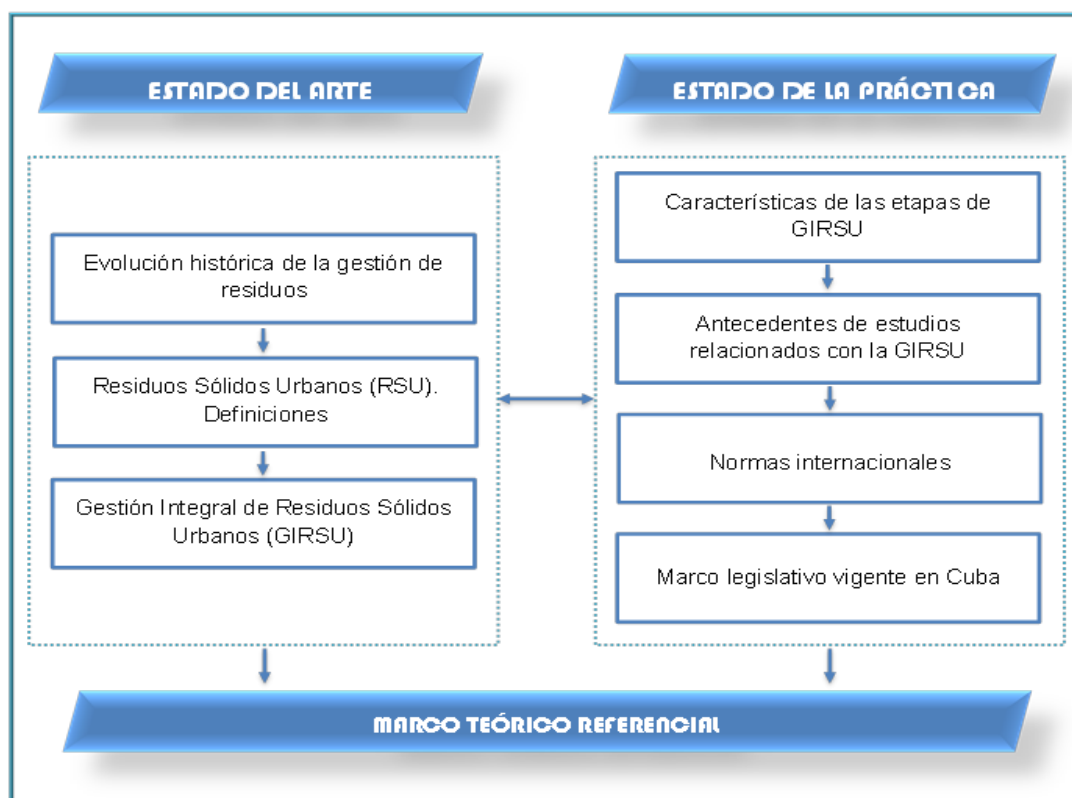 ESTADO DEL ARTE
Evolución histórica de la gestión de
residuos
Residuos Sólidos Urbanos (RSU).
Definiciones
Gestión Integral de Residuos Sólidos
Urbanos (GIRSU)
ESTADO DE LA PRÁCTICA
Características de las etapas de
GIRSU
Antecedentes de estudios
relacionados con la GIRSU
Normas internacionales
Marco legislativo vigente en Cuba
MARCO TEÓRICO REFERENCIAL